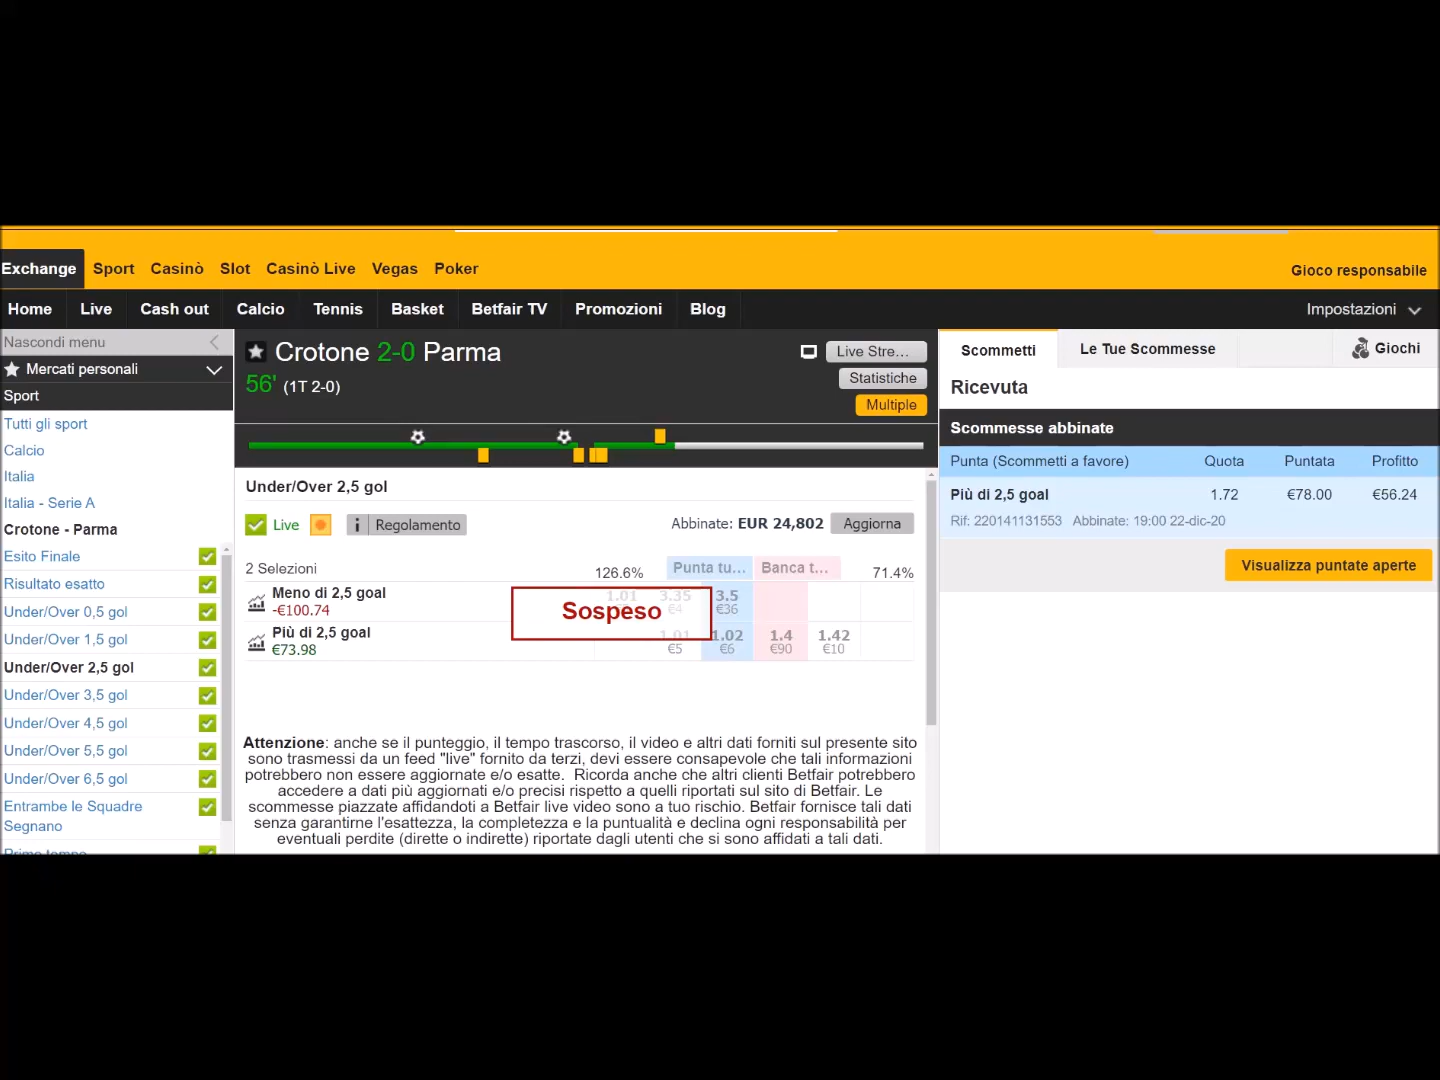 Exchange Sport Casinò Slot Casinò Live Vegas Poker Gioco responsabile
Home Live Cash out Calcio Tennis Basket Betfair TV Promozioni Blog Impostazioni
Nascondi menu
Mercati personali
Sport
Tutti gli sport
Calcio
Italia
Italia - Serie A
Crotone - Parma
Esito Finale
Risultato esatto
Under/Over 0,5 gol
Under/Over 1,5 gol
Under/Over 2,5 gol
Under/Over 3,5 gol
Under/Over 4,5 gol
Under/Over 5,5 gol
Under/Over 6,5 gol
Entrambe le Squadre
Segnano
Primo tempo
Crotone 2-0 Parma
56' (1T 2-0)
Live Stre...
Statistiche
Multiple
Under/Over 2,5 gol
Live i Regolamento Abbinate: EUR 24,802 Aggiorna
2 Selezioni 126.6% Punta tu... Banca t... 71.4%
Meno di 2,5 goal 1.01 3.35 3.5
-€100.74 €4 €36
Sospeso
Più di 2,5 goal 1.01 1.02 1.4 1.42
€73.98 €5 €6 €90 €10
Attenzione: anche se il punteggio, il tempo trascorso, il video e altri dati forniti sul presente sito
sono trasmessi da un feed "live" fornito da terzi, devi essere consapevole che tali informazioni
potrebbero non essere aggiornate e/o esatte. Ricorda anche che altri clienti Betfair potrebbero
accedere a dati più aggiornati e/o precisi rispetto a quelli riportati sul sito di Betfair. Le
scommesse piazzate affidandoti a Betfair live video sono a tuo rischio. Betfair fornisce tali dati
senza garantirne l'esattezza, la completezza e la puntualità e declina ogni responsabilità per
eventuali perdite (dirette o indirette) riportate dagli utenti che si sono affidati a tali dati.
Scommetti Le Tue Scommesse Giochi
Ricevuta
Scommesse abbinate
Punta (Scommetti a favore) Quota Puntata Profitto
Più di 2,5 goal 1.72 €78.00 €56.24
Rif: 220141131553 Abbinate: 19:00 22-dic-20
Visualizza puntate aperte